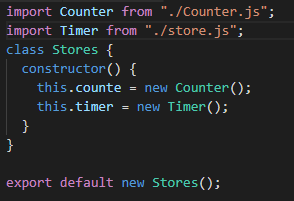 import Counter from "./Counter.js";
import Timer from "./store.js";
class Stores {
  constructor() {
    this.counte = new Counter();
    this.timer = new Timer();
  }
}

export default new Stores();